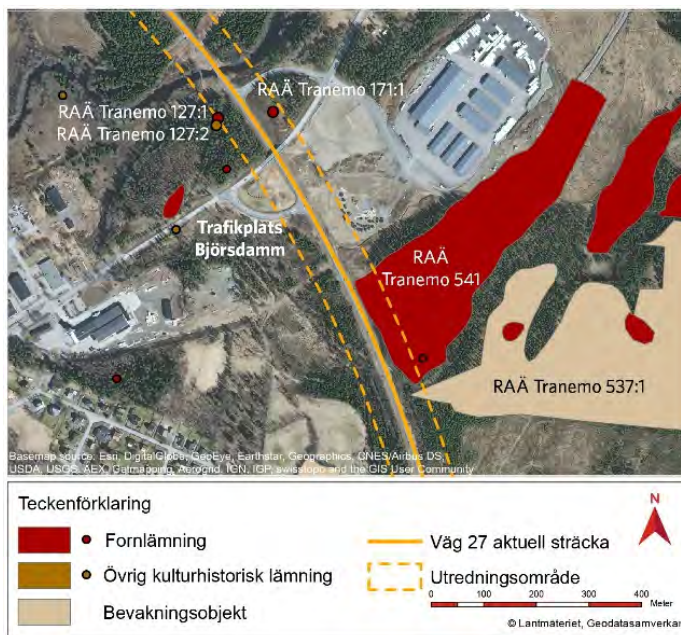 RAÄ Tranemo 171:1
RAÄ Tranemo 127:1
RAÄ Tranemo 127:2
Trafikplats
Björsdamm
RAÄ
Tranemo 541
RAÄ Tranemo 537:1
Basemap source: Esri, DigitalGlobe, GeoEye, Earthstar, Geographics, CNES/Airbus DS,
USDA, USGS, AEX, Getmapping, Aerogrid, IGN, IGP, swisstopo and the GIS User Community
Teckenförklaring
Fornlämning
Övrig kulturhistorisk lämning
Bevakningsobjekt
Väg 27 aktuell sträcka
Utredningsområde
N
0 100 200 300 400
Meter
© Lantmäteriet, Geodatasamverkan